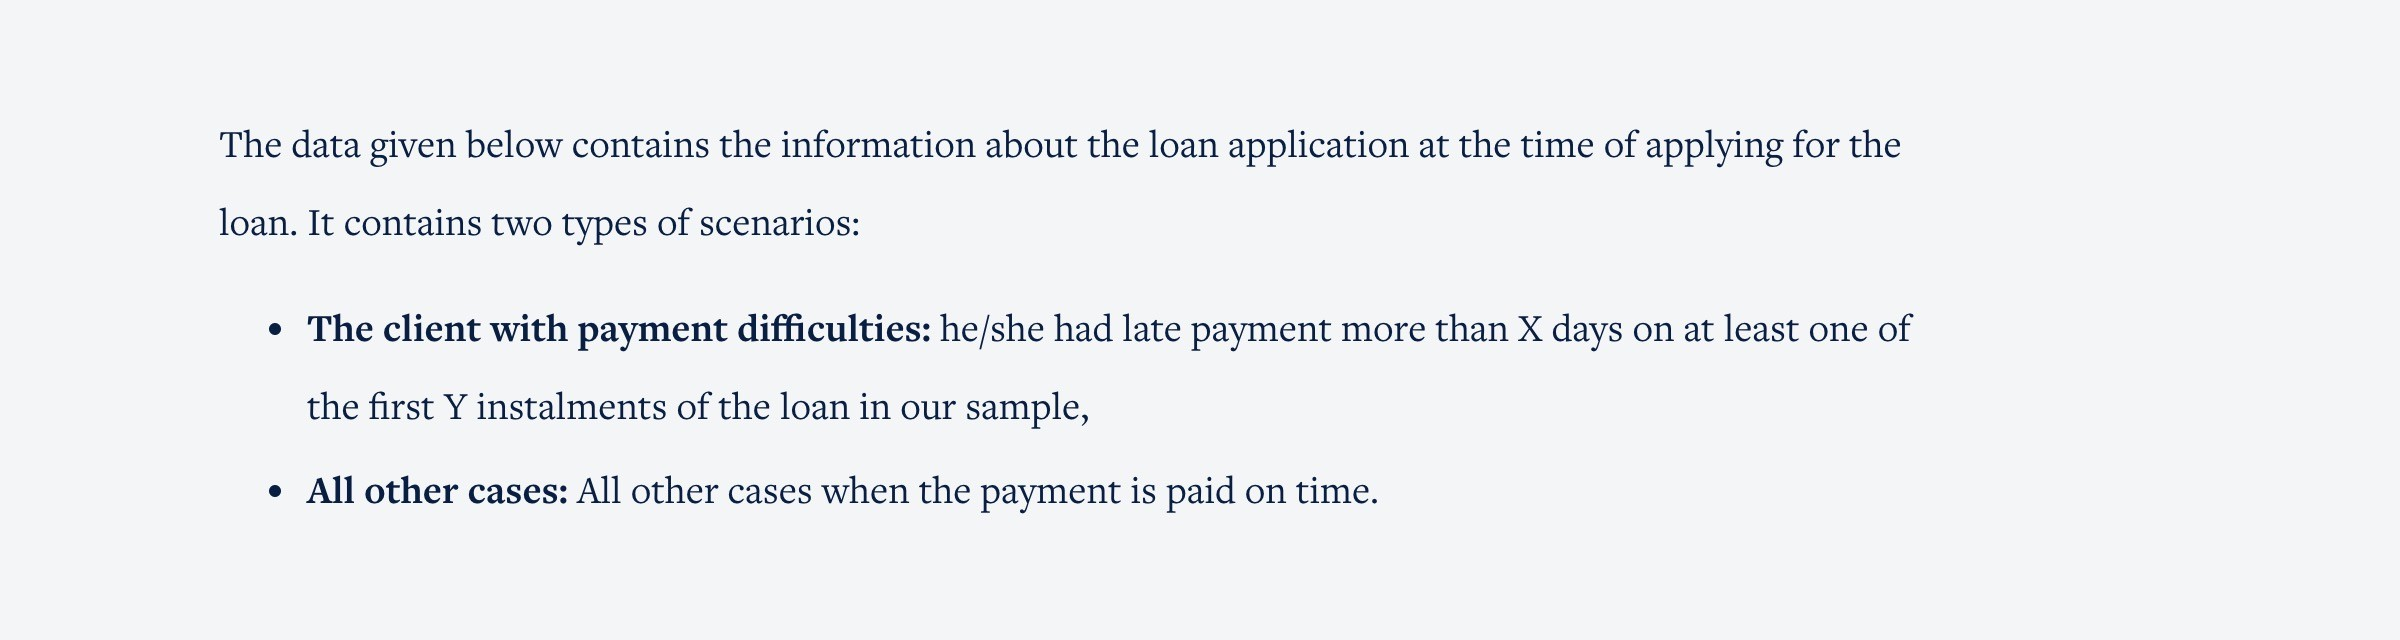 The data given below contains the information about the loan application at the time of applying for the
loan. It contains two types of scenarios:
• The client with payment difficulties: he/she had late payment more than X days on at least one of
the first Y instalments of the loan in our sample,
• All other cases: All other cases when the payment is paid on time.